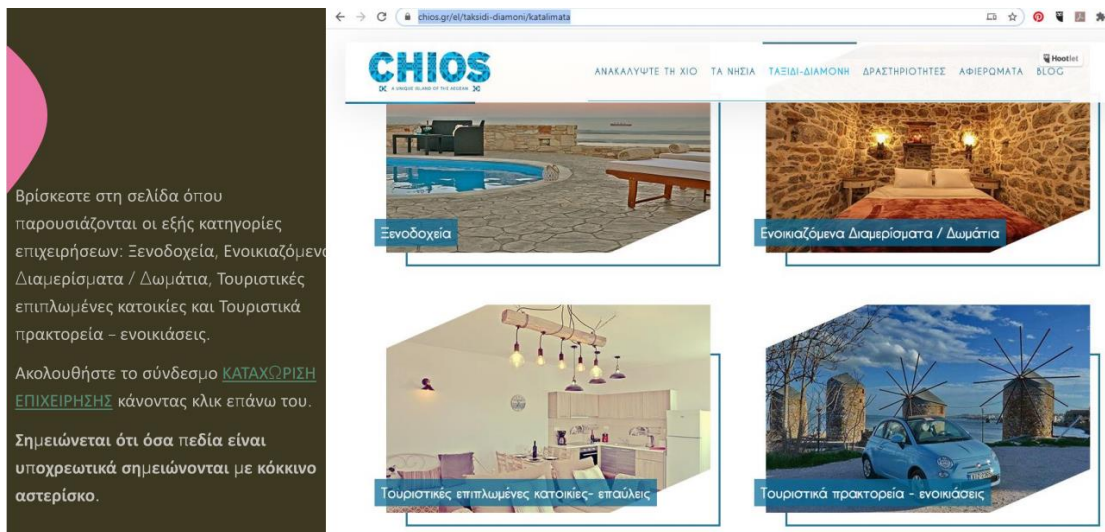 Βρίσκεστε στη σελίδα όπου
παρουσιάζονται οι εξής κατηγορίες
επιχειρήσεων: Ξενοδοχεία, Ενοικιαζόμενα
Διαμερίσματα / Δωμάτια, Τουριστικές
επιπλωμένες κατοικίες και Τουριστικά
πρακτορεία – ενοικιάσεις.
Ακολουθήστε το σύνδεσμο ΚΑΤΑΧΩΡΙΣΗ
ΕΠΙΧΕΙΡΗΣΗΣ κάνοντας κλικ επάνω του.
Σημειώνεται ότι όσα πεδία είναι
υποχρεωτικά σημειώνονται με κόκκινο
αστερίσκο.
chios.gr/el/taksidi-diamoni/katalimata
CHIOS
A UNIQUE ISLAND OF THE AEGEAN
ΑΝΑΚΑΛΥΨΤΕ ΤΗ ΧΙΟ ΤΑ ΝΗΣΙΑ ΤΑΞΙΔΙ-ΔΙΑΜΟΝΗ ΔΡΑΣΤΗΡΙΟΤΗΤΕΣ ΑΦΙΕΡΩΜΑΤΑ BLOG
Hootlet
Ξενοδοχεία
Ενοικιαζόμενα Διαμερίσματα / Δωμάτια
Τουριστικές επιπλωμένες κατοικίες- επαύλεις
Τουριστικά πρακτορεία - ενοικιάσεις